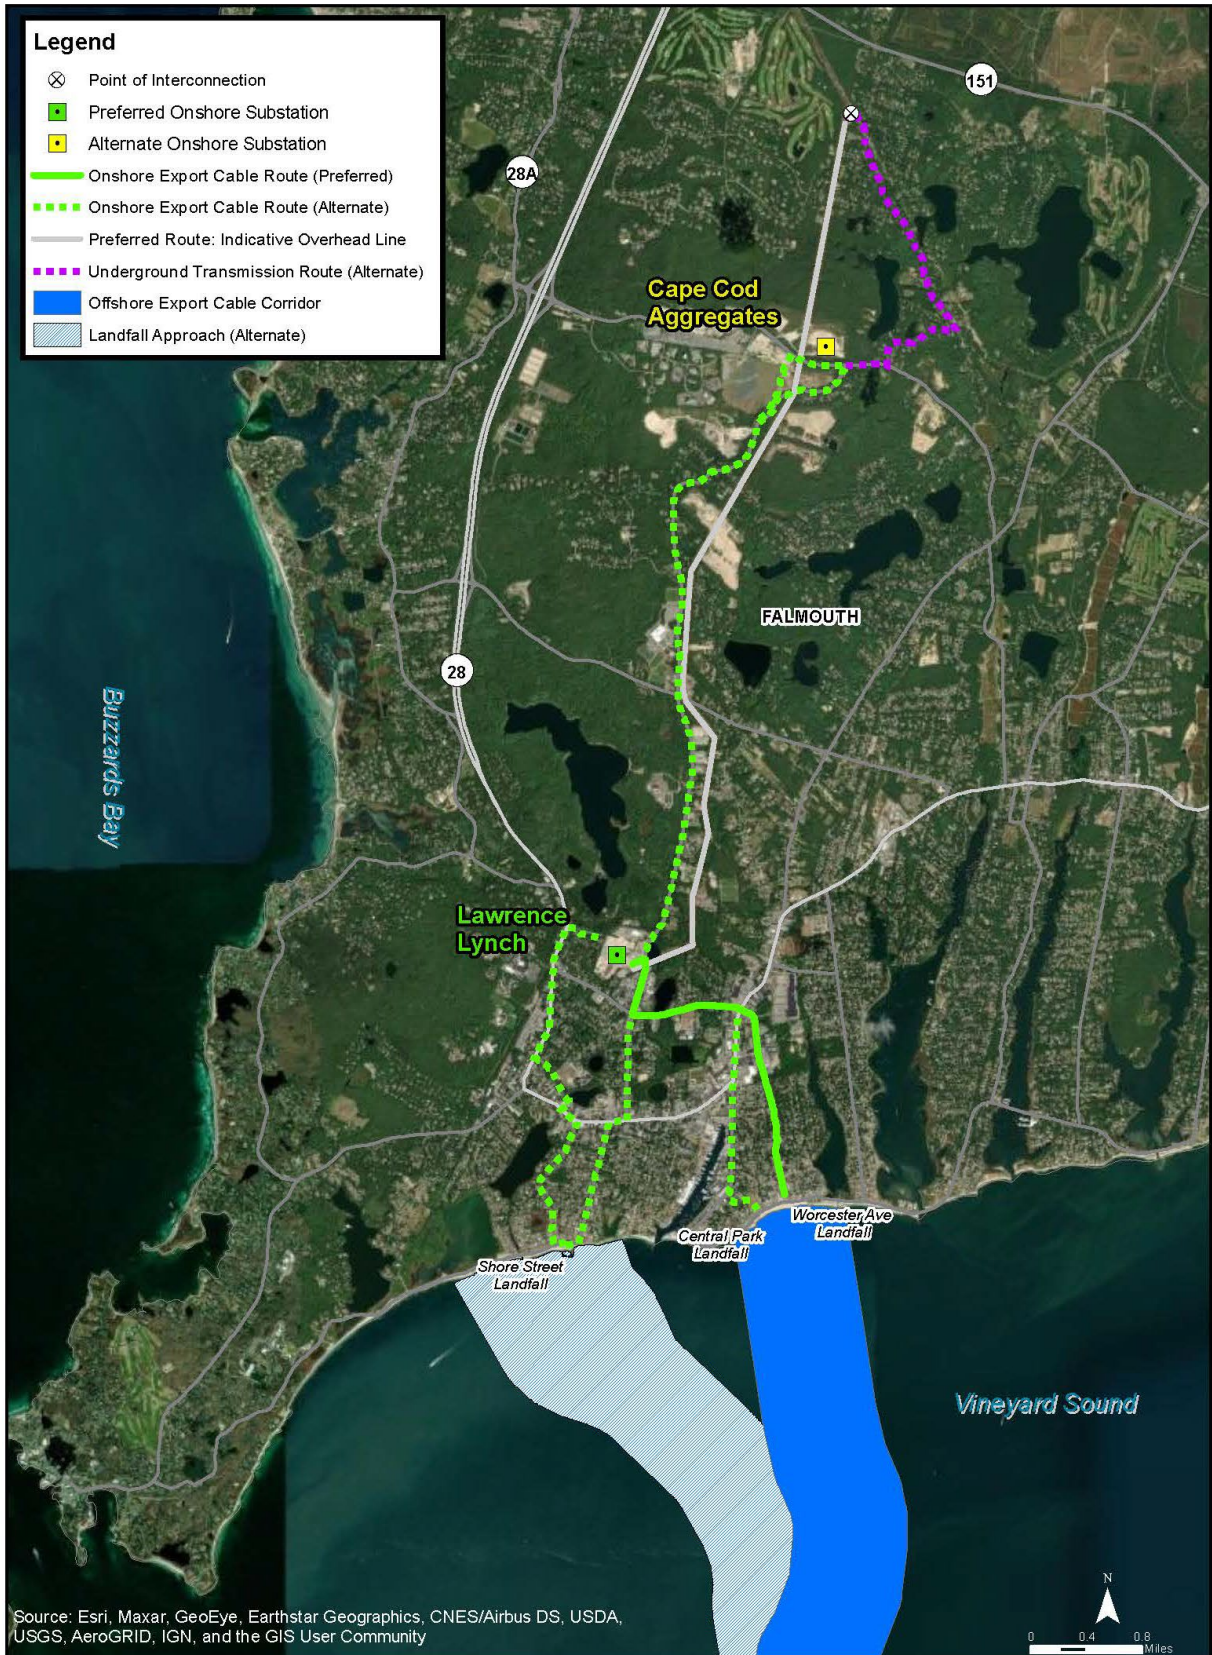 Legend
Point of Interconnection
Preferred Onshore Substation
Alternate Onshore Substation
Onshore Export Cable Route (Preferred)
Onshore Export Cable Route (Alternate)
Preferred Route: Indicative Overhead Line
Underground Transmission Route (Alternate)
Offshore Export Cable Corridor
Landfall Approach (Alternate)
151
28A
Cape Cod
Aggregates
FALMOUTH
28
Buzzards Bay
Lawrence
Lynch
Worcester Ave
Landfall
Central Park
Landfall
Shore Street
Landfall
Vineyard Sound
N
0 0.4 0.8
Miles
Source: Esri, Maxar, GeoEye, Earthstar Geographics, CNES/Airbus DS, USDA,
USGS, AeroGRID, IGN, and the GIS User Community